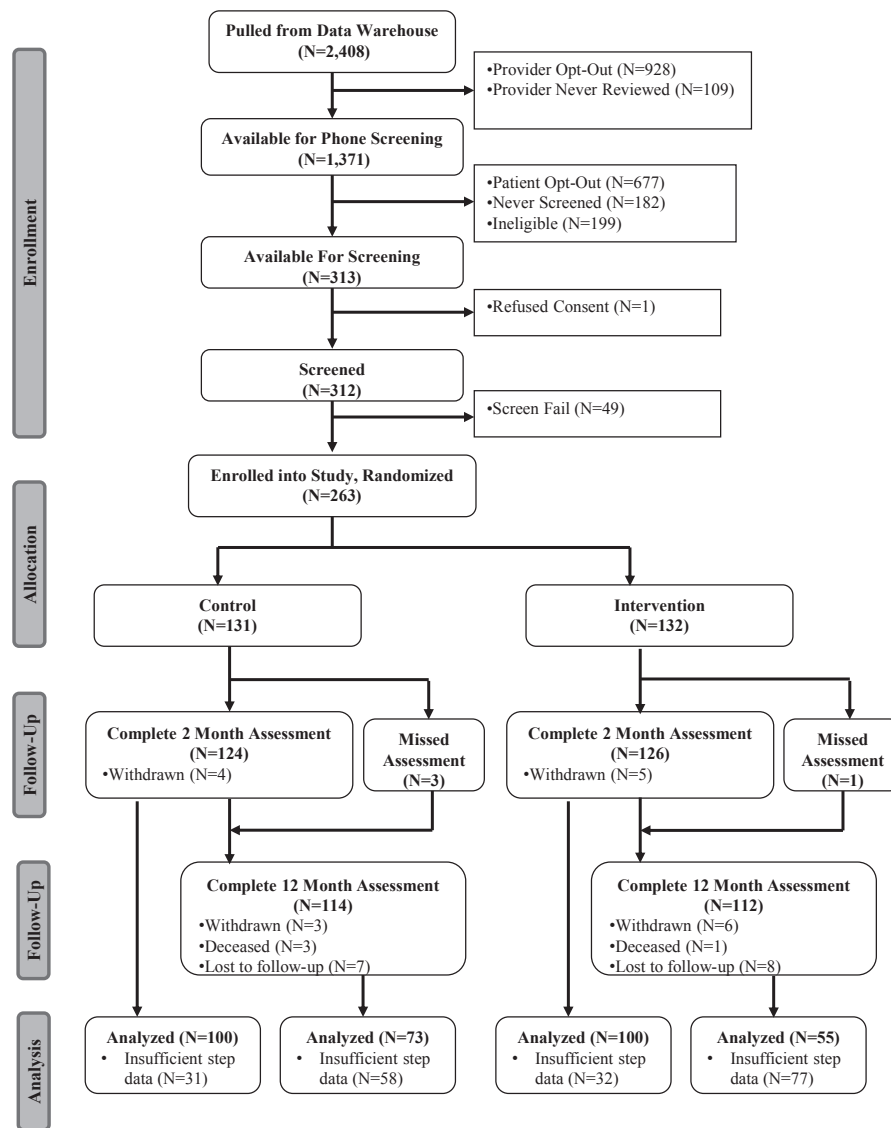 Pulled from Data Warehouse
(N=2,408)
•Provider Opt-Out (N=928)
•Provider Never Reviewed (N=109)
Available for Phone Screening
(N=1,371)
•Patient Opt-Out (N=677)
•Never Screened (N=182)
•Ineligible (N=199)
Enrollment
Available For Screening
(N=313)
•Refused Consent (N=1)
Screened
(N=312)
•Screen Fail (N=49)
Enrolled into Study, Randomized
(N=263)
Allocation
Control
(N=131)
Intervention
(N=132)
Follow-Up
Complete 2 Month Assessment
(N=124)
•Withdrawn (N=4)
Missed
Assessment
(N=3)
Complete 2 Month Assessment
(N=126)
•Withdrawn (N=5)
Missed
Assessment
(N=1)
Follow-Up
Complete 12 Month Assessment
(N=114)
•Withdrawn (N=3)
•Deceased (N=3)
•Lost to follow-up (N=7)
Complete 12 Month Assessment
(N=112)
•Withdrawn (N=6)
•Deceased (N=1)
•Lost to follow-up (N=8)
Analysis
Analyzed (N=100)
• Insufficient step
data (N=31)
Analyzed (N=73)
• Insufficient step
data (N=58)
Analyzed (N=100)
• Insufficient step
data (N=32)
Analyzed (N=55)
• Insufficient step
data (N=77)